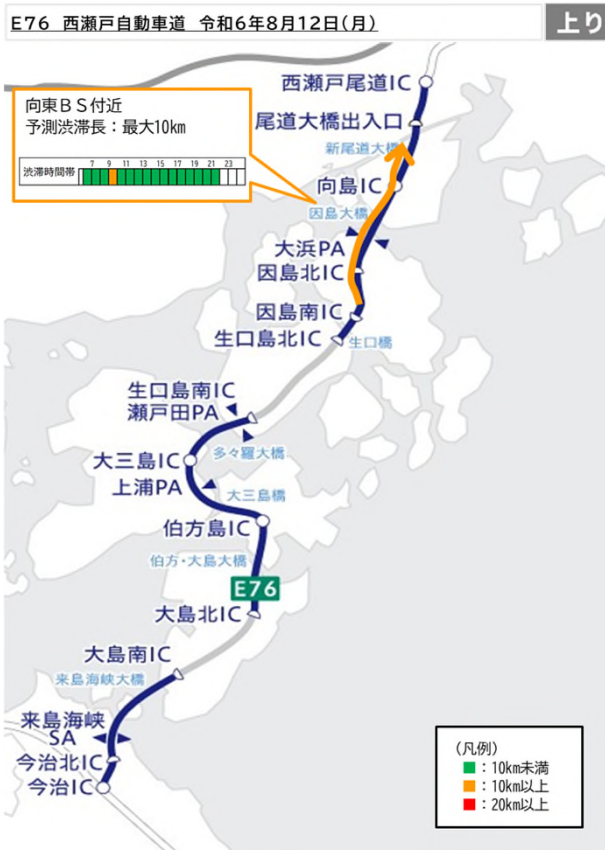 E76 西瀬戸自動車道 令和6年8月12日(月)
上り
西瀬戸尾道IC
向東BS付近
予測渋滞長：最大10km
渋滞時間帯
7 9 11 13 15 17 19 21 23
尾道大橋出入口
新尾道大橋
向島IC
因島大橋
大浜PA
因島北IC
因島南IC
生口島北IC
生口橋
生口島南IC
瀬戸田PA
多々羅大橋
大三島IC
上浦PA
大三島橋
伯方島IC
伯方・大島大橋
E76
大島北IC
大島南IC
来島海峡大橋
来島海峡
SA
今治北IC
今治IC
(凡例)
：10km未満
：10km以上
：20km以上